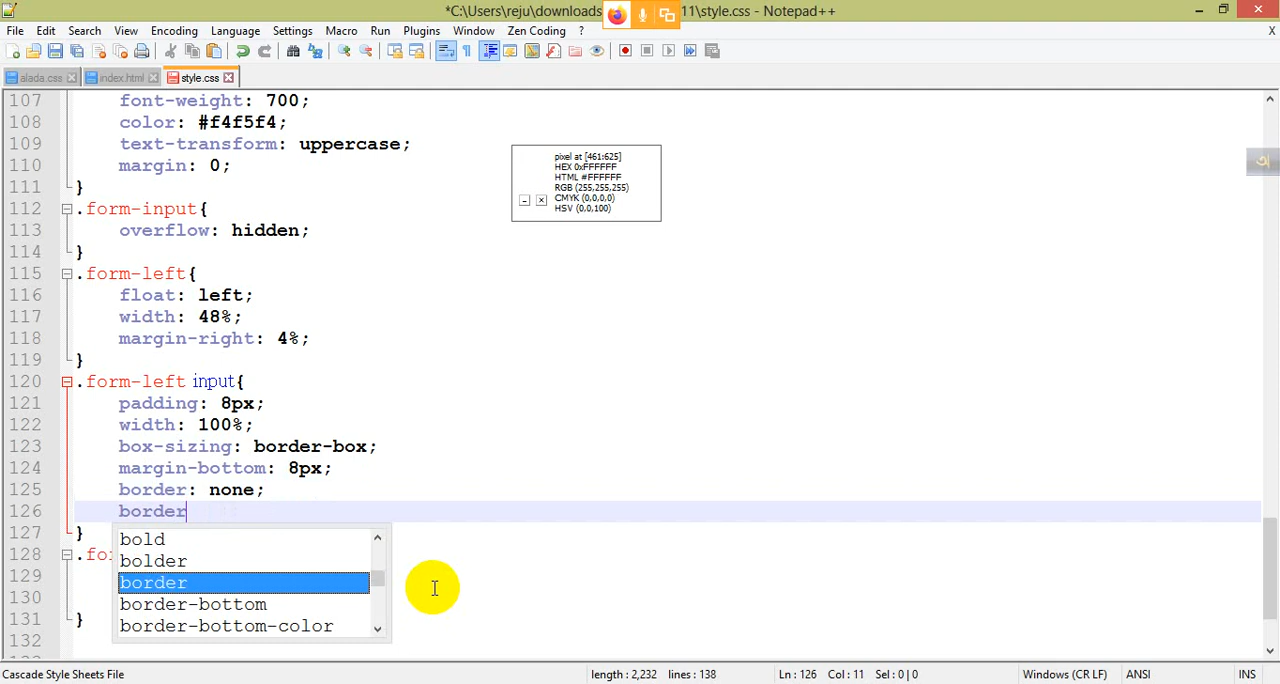 *C:\Users\reju\downloads 11\style.css - Notepad++
File Edit Search View Encoding Language Settings Macro Run Plugins Window Zen Coding ? X
alada.css index.html style.css
107 font-weight: 700;
108 color: #f4f5f4;
109 text-transform: uppercase;
110 margin: 0;
111 }
112 .form-input{
113 overflow: hidden;
114 }
115 .form-left{
116 float: left;
117 width: 48%;
118 margin-right: 4%;
119 }
120 .form-left input{
121 padding: 8px;
122 width: 100%;
123 box-sizing: border-box;
124 margin-bottom: 8px;
125 border: none;
126 border
127 }
128 .fo
129
130
131 }
132
pixel at [461:625]
HEX 0xFFFFFF
HTML #FFFFFF
RGB (255,255,255)
CMYK (0,0,0,0)
HSV (0,0,100)
অ
bold
bolder
border
border-bottom
border-bottom-color
Cascade Style Sheets File length : 2,232 lines : 138 Ln : 126 Col : 11 Sel : 0 | 0 Windows (CR LF) ANSI INS